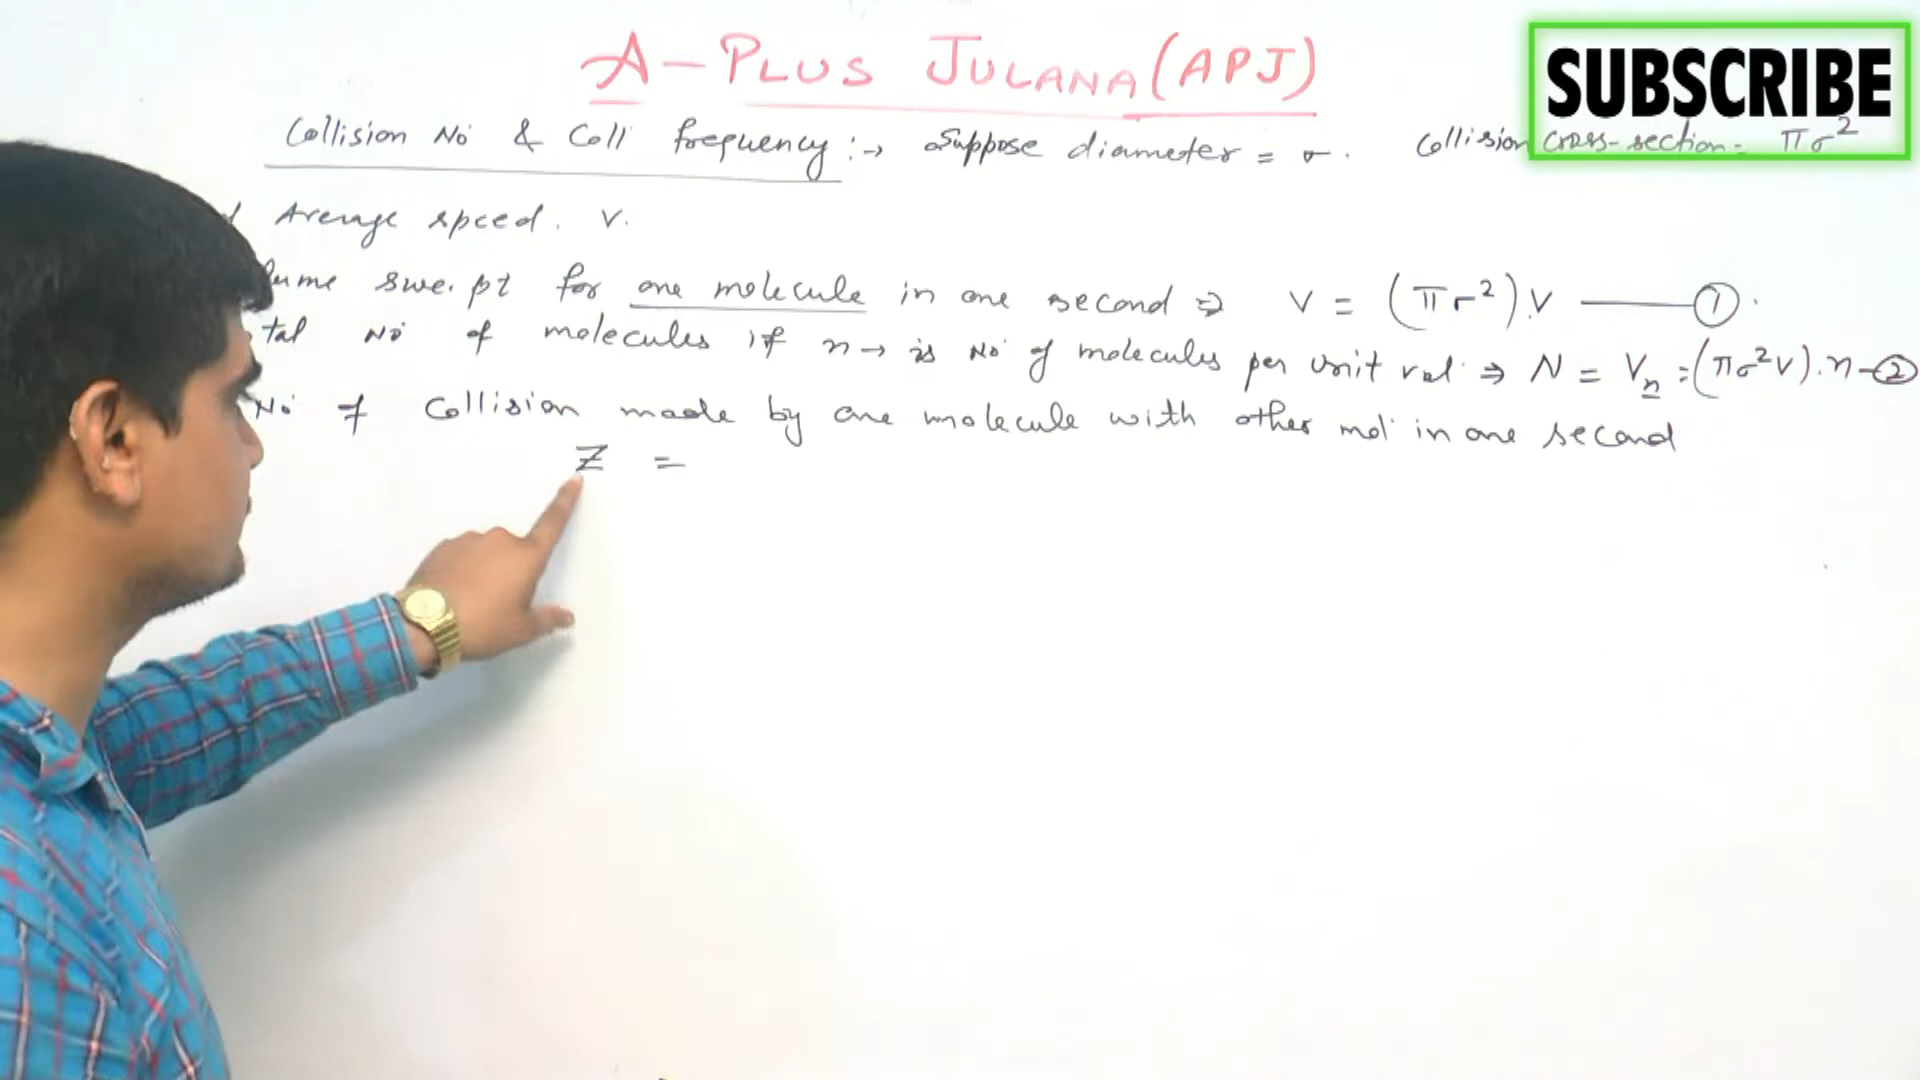 A-PLUS JULANA (APJ)
SUBSCRIBE
Collision No & Coll frequency :→ Suppose diameter = σ. Collision cross-section = πσ²
Average speed. v.
swept for one molecule in one second ⇒ V = (πσ²).v —— ①.
No of molecules if n → is No of molecules per unit vol ⇒ N = Vn = (πσ²v).n -②
No of Collision made by one molecule with other mol in one second
Z =